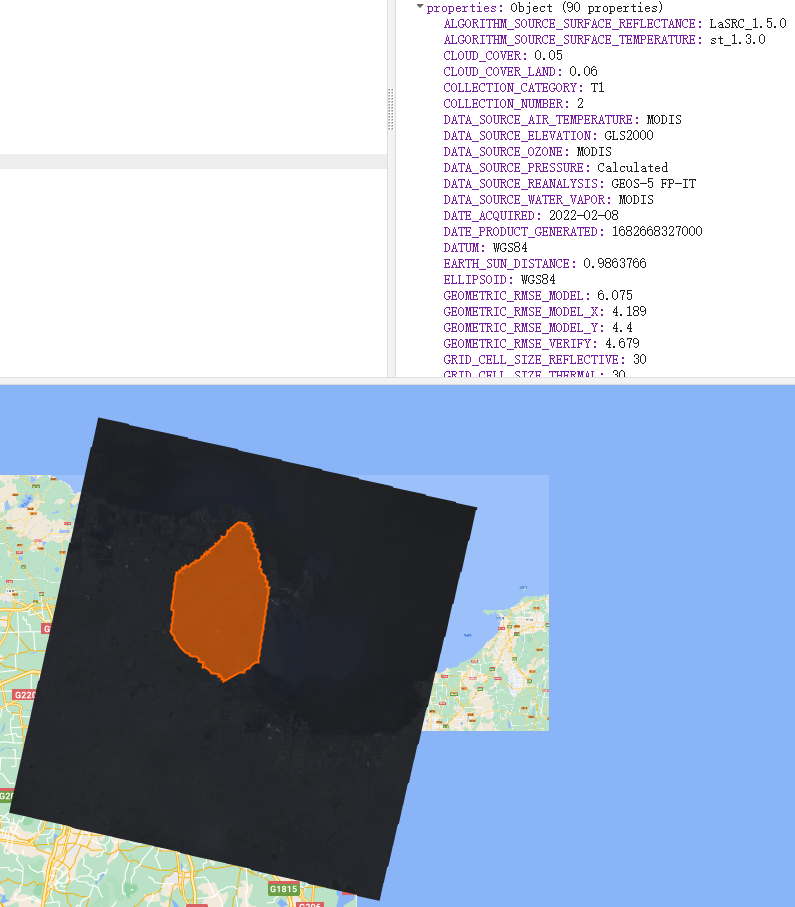 properties: Object (90 properties)
ALGORITHM_SOURCE_SURFACE_REFLECTANCE: LaSRC_1.5.0
ALGORITHM_SOURCE_SURFACE_TEMPERATURE: st_1.3.0
CLOUD_COVER: 0.05
CLOUD_COVER_LAND: 0.06
COLLECTION_CATEGORY: T1
COLLECTION_NUMBER: 2
DATA_SOURCE_AIR_TEMPERATURE: MODIS
DATA_SOURCE_ELEVATION: GLS2000
DATA_SOURCE_OZONE: MODIS
DATA_SOURCE_PRESSURE: Calculated
DATA_SOURCE_REANALYSIS: GEOS-5 FP-IT
DATA_SOURCE_WATER_VAPOR: MODIS
DATE_ACQUIRED: 2022-02-08
DATE_PRODUCT_GENERATED: 1682668327000
DATUM: WGS84
EARTH_SUN_DISTANCE: 0.9863766
ELLIPSOID: WGS84
GEOMETRIC_RMSE_MODEL: 6.075
GEOMETRIC_RMSE_MODEL_X: 4.189
GEOMETRIC_RMSE_MODEL_Y: 4.4
GEOMETRIC_RMSE_VERIFY: 4.679
GRID_CELL_SIZE_REFLECTIVE: 30
GRID_CELL_SIZE_THERMAL: 30
G
G220
G1815